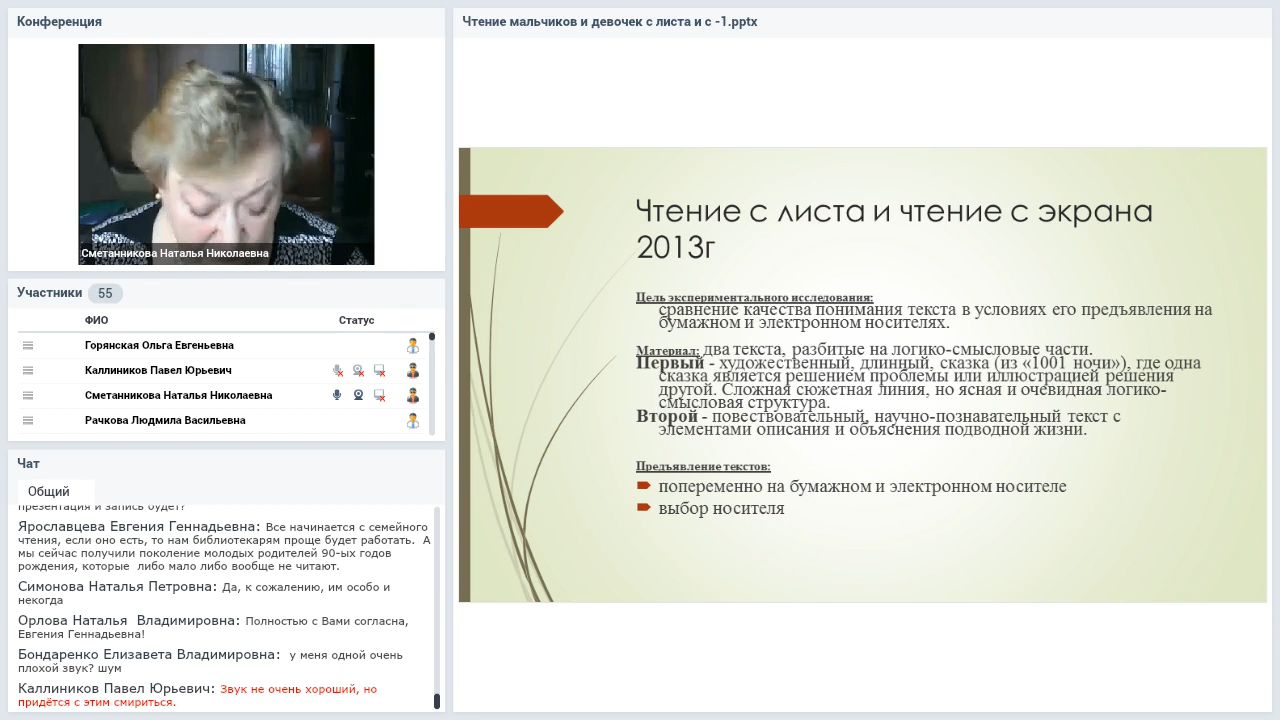 Конференция
Сметанникова Наталья Николаевна
Участники 55
ФИО Статус
Горянская Ольга Евгеньевна
Каллиников Павел Юрьевич
Сметанникова Наталья Николаевна
Рачкова Людмила Васильевна
Чат
Общий
презентация и запись будет?
Ярославцева Евгения Геннадьевна: Все начинается с семейного
чтения, если оно есть, то нам библиотекарям проще будет работать. А
мы сейчас получили поколение молодых родителей 90-ых годов
рождения, которые либо мало либо вообще не читают.
Симонова Наталья Петровна: Да, к сожалению, им особо и
некогда
Орлова Наталья Владимировна: Полностью с Вами согласна,
Евгения Геннадьевна!
Бондаренко Елизавета Владимировна: у меня одной очень
плохой звук? шум
Каллиников Павел Юрьевич: Звук не очень хороший, но
придётся с этим смириться.
Чтение мальчиков и девочек с листа и с -1.pptx
Чтение с листа и чтение с экрана
2013г
Цель экспериментального исследования:
сравнение качества понимания текста в условиях его предъявления на
бумажном и электронном носителях.
Материал: два текста, разбитые на логико-смысловые части.
Первый - художественный, длинный, сказка (из «1001 ночи»), где одна
сказка является решением проблемы или иллюстрацией решения
другой. Сложная сюжетная линия, но ясная и очевидная логико-
смысловая структура.
Второй - повествовательный, научно-познавательный текст с
элементами описания и объяснения подводной жизни.
Предъявление текстов:
попеременно на бумажном и электронном носителе
выбор носителя